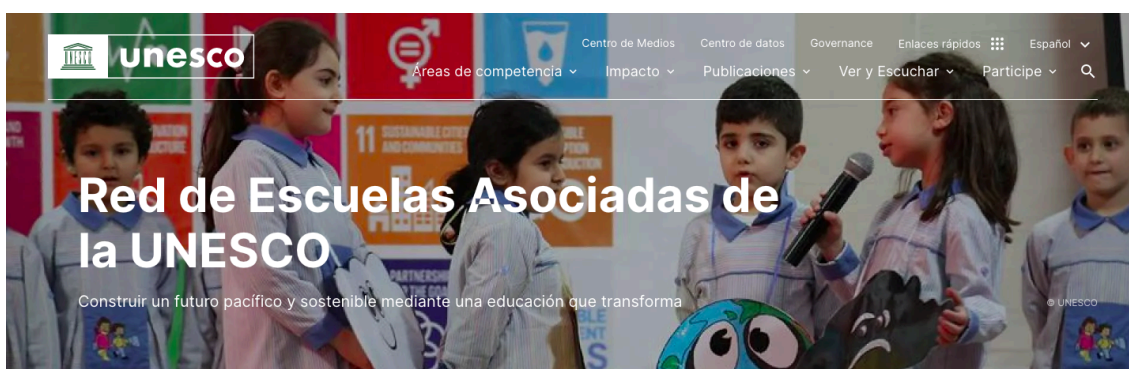 unesco
Centro de Medios Centro de datos Governance Enlaces rápidos Español
Áreas de competencia Impacto Publicaciones Ver y Escuchar Participe
11 SUSTAINABLE CITIES
AND COMMUNITIES
Red de Escuelas Asociadas de
la UNESCO
Construir un futuro pacífico y sostenible mediante una educación que transforma
© UNESCO